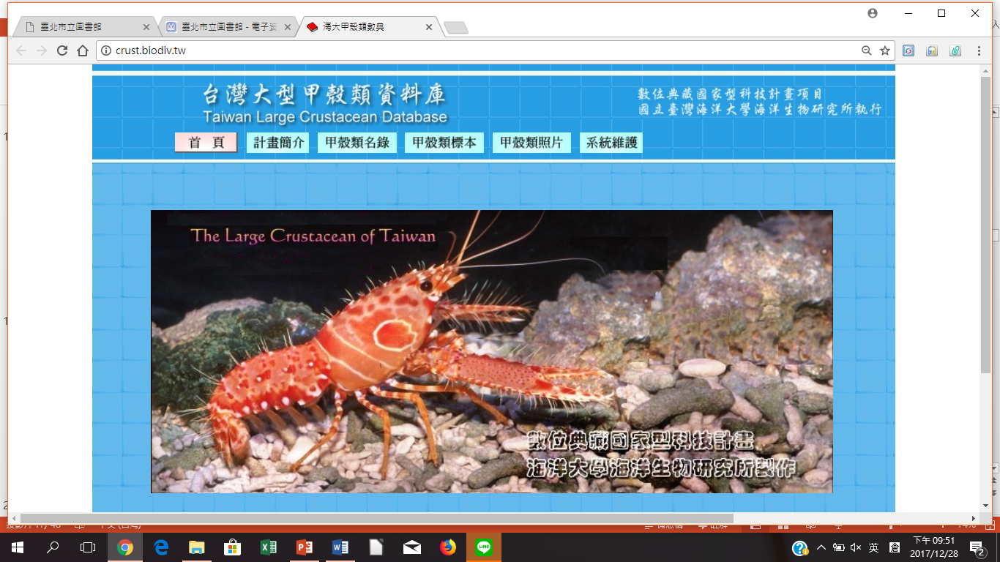 臺北市立圖書館
臺北市立圖書館 - 電子資
海大甲殼類數典
crust.biodiv.tw
台灣大型甲殼類資料庫
Taiwan Large Crustacean Database
數位典藏國家型科技計畫項目
國立臺灣海洋大學海洋生物研究所執行
首 頁
計畫簡介
甲殼類名錄
甲殼類標本
甲殼類照片
系統維護
The Large Crustacean of Taiwan
數位典藏國家型科技計畫
海洋大學海洋生物研究所製作
LINE
英
下午 09:51
2017/12/28
2